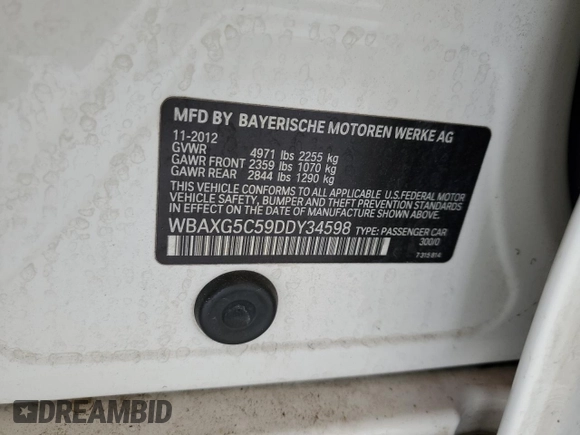 MFD BY BAYERISCHE MOTOREN WERKE AG
11-2012
GVWR 4971 lbs 2255 kg
GAWR FRONT 2359 lbs 1070 kg
GAWR REAR 2844 lbs 1290 kg
THIS VEHICLE CONFORMS TO ALL APPLICABLE U.S. FEDERAL MOTOR
VEHICLE SAFETY, BUMPER AND THEFT PREVENTION STANDARDS
IN EFFECT ON THE DATE OF MANUFACTURE SHOWN ABOVE.
WBAXG5C59DDY34598 TYPE: PASSENGER CAR
300/0
DREAMBID